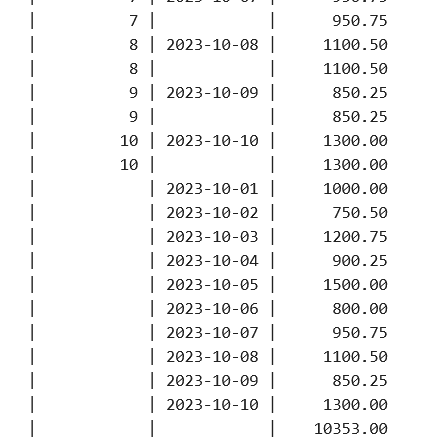 |          7 |            |     950.75
|          8 | 2023-10-08 |    1100.50
|          8 |            |    1100.50
|          9 | 2023-10-09 |     850.25
|          9 |            |     850.25
|         10 | 2023-10-10 |    1300.00
|         10 |            |    1300.00
|            | 2023-10-01 |    1000.00
|            | 2023-10-02 |     750.50
|            | 2023-10-03 |    1200.75
|            | 2023-10-04 |     900.25
|            | 2023-10-05 |    1500.00
|            | 2023-10-06 |     800.00
|            | 2023-10-07 |     950.75
|            | 2023-10-08 |    1100.50
|            | 2023-10-09 |     850.25
|            | 2023-10-10 |    1300.00
|            |            |   10353.00